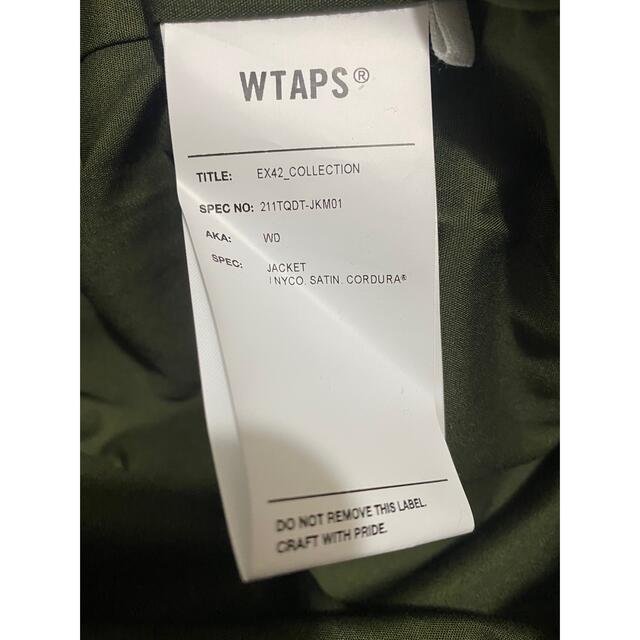 WTAPS®
TITLE: EX42_COLLECTION
SPEC NO: 211TQDT-JKM01
AKA: WD
SPEC: JACKET
/ NYCO. SATIN. CORDURA®
DO NOT REMOVE THIS LABEL.
CRAFT WITH PRIDE.